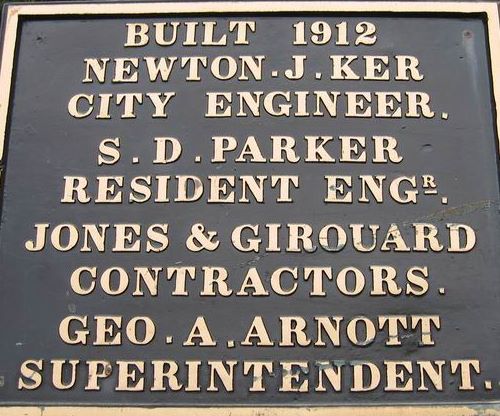 BUILT 1912
NEWTON.J.KER
CITY ENGINEER.
S.D.PARKER
RESIDENT ENGR.
JONES & GIROUARD
CONTRACTORS.
GEO.A.ARNOTT
SUPERINTENDENT.